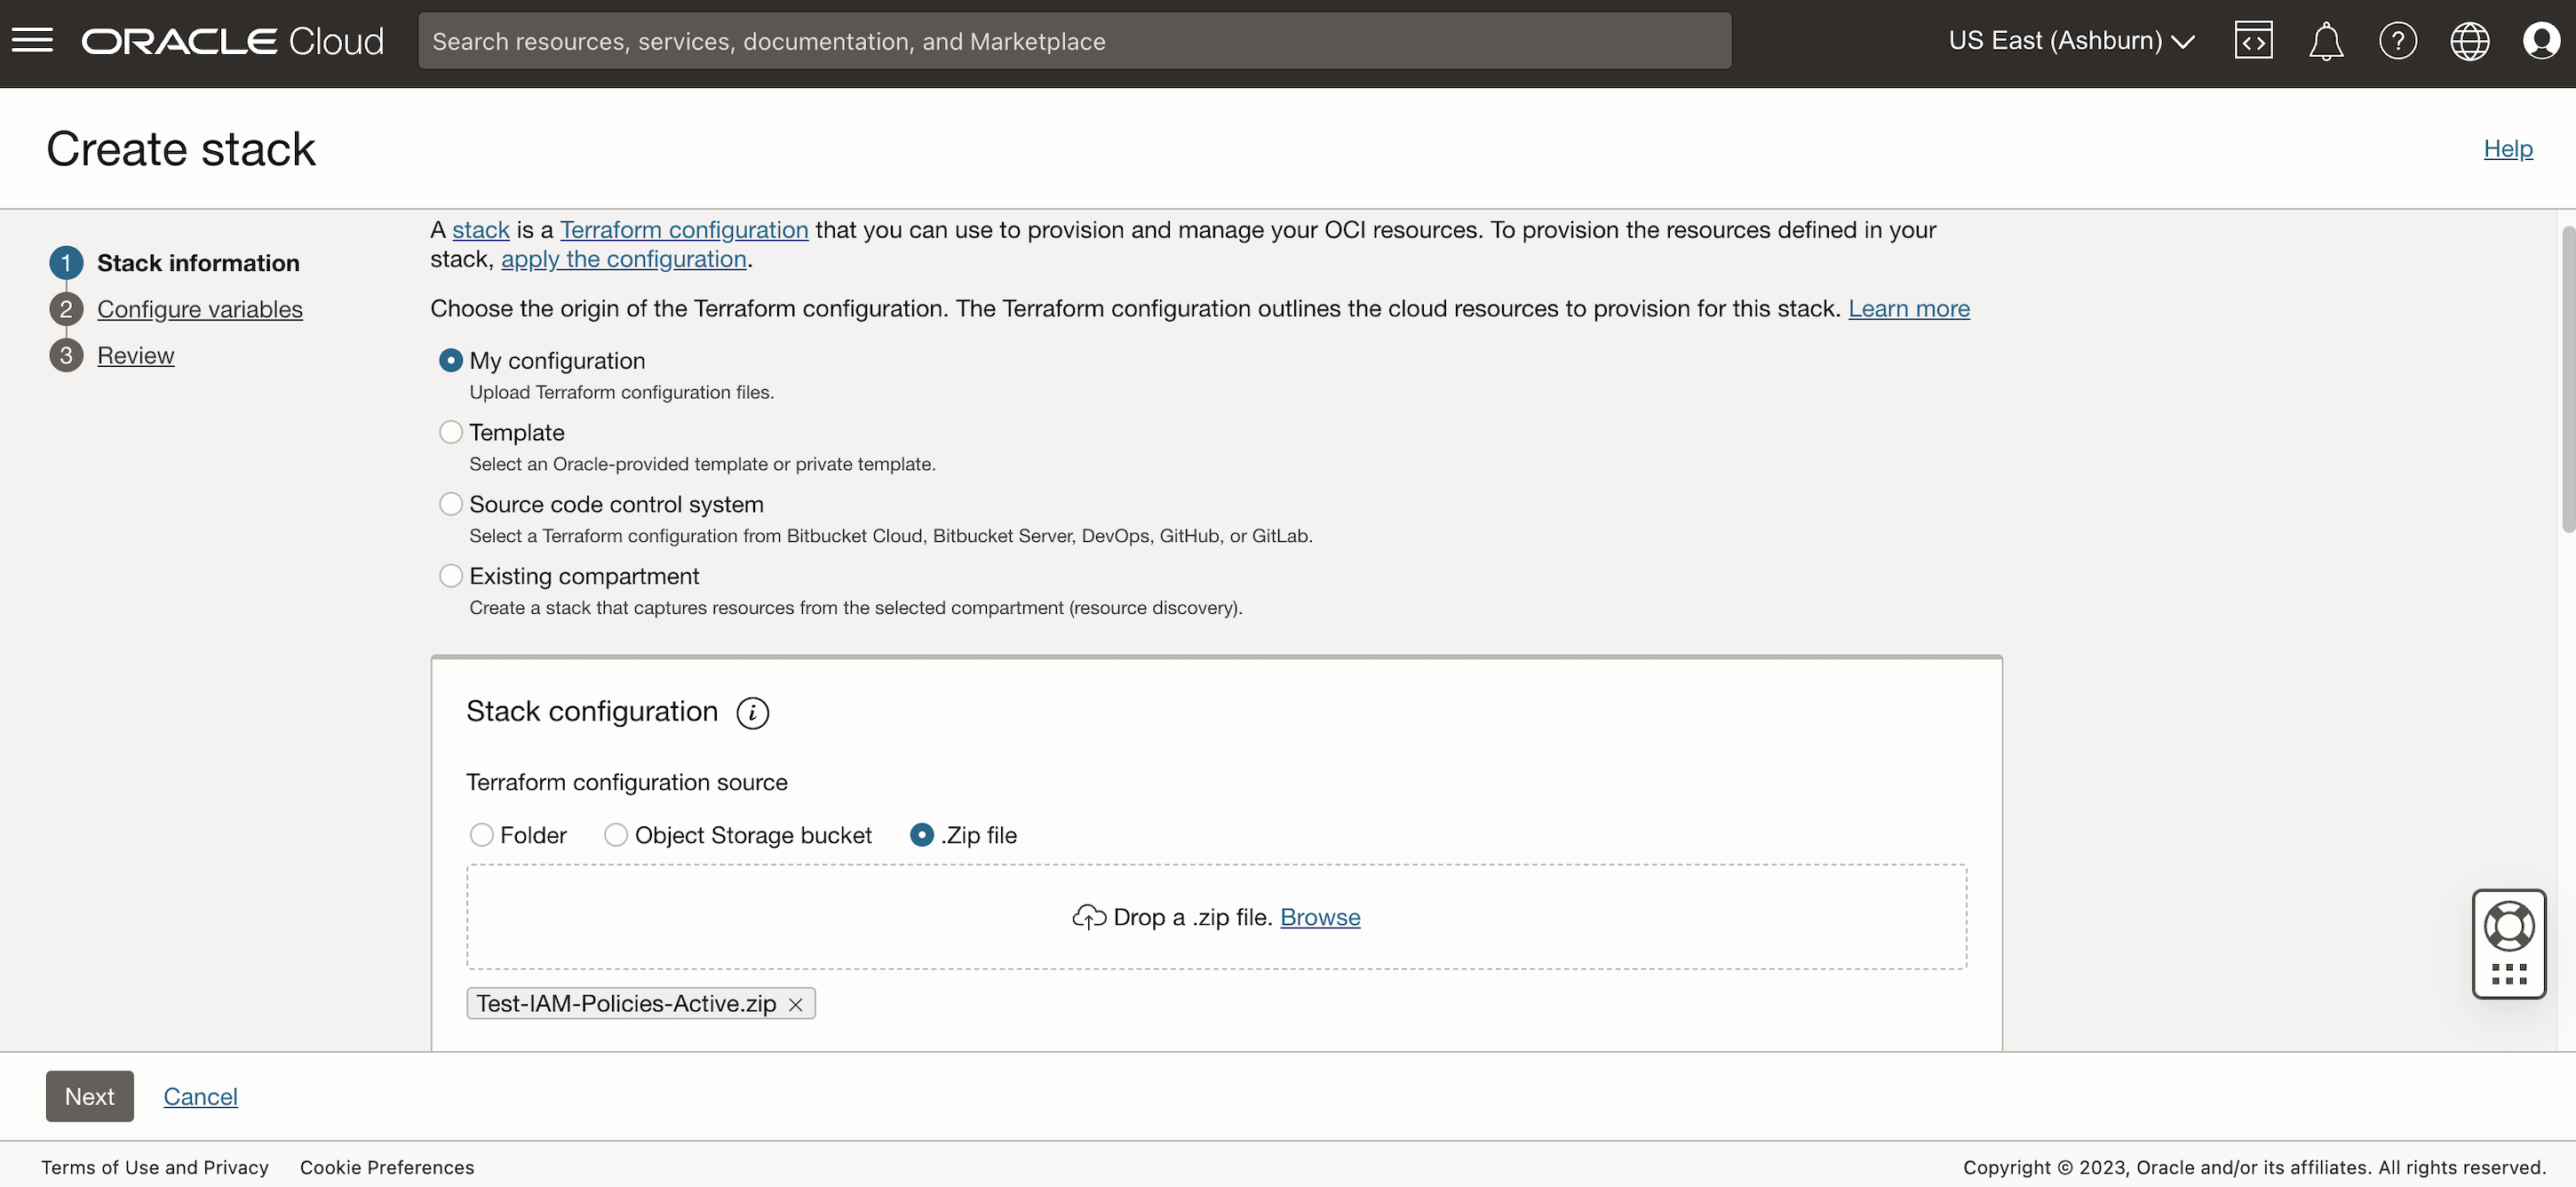 ORACLE Cloud
Search resources, services, documentation, and Marketplace
US East (Ashburn)
Create stack
Help
1 Stack information
2 Configure variables
3 Review
A stack is a Terraform configuration that you can use to provision and manage your OCI resources. To provision the resources defined in your
stack, apply the configuration.
Choose the origin of the Terraform configuration. The Terraform configuration outlines the cloud resources to provision for this stack. Learn more
My configuration
Upload Terraform configuration files.
Template
Select an Oracle-provided template or private template.
Source code control system
Select a Terraform configuration from Bitbucket Cloud, Bitbucket Server, DevOps, GitHub, or GitLab.
Existing compartment
Create a stack that captures resources from the selected compartment (resource discovery).
Stack configuration
Terraform configuration source
Folder Object Storage bucket .Zip file
Drop a .zip file. Browse
Test-IAM-Policies-Active.zip
Next Cancel
Terms of Use and Privacy Cookie Preferences
Copyright © 2023, Oracle and/or its affiliates. All rights reserved.